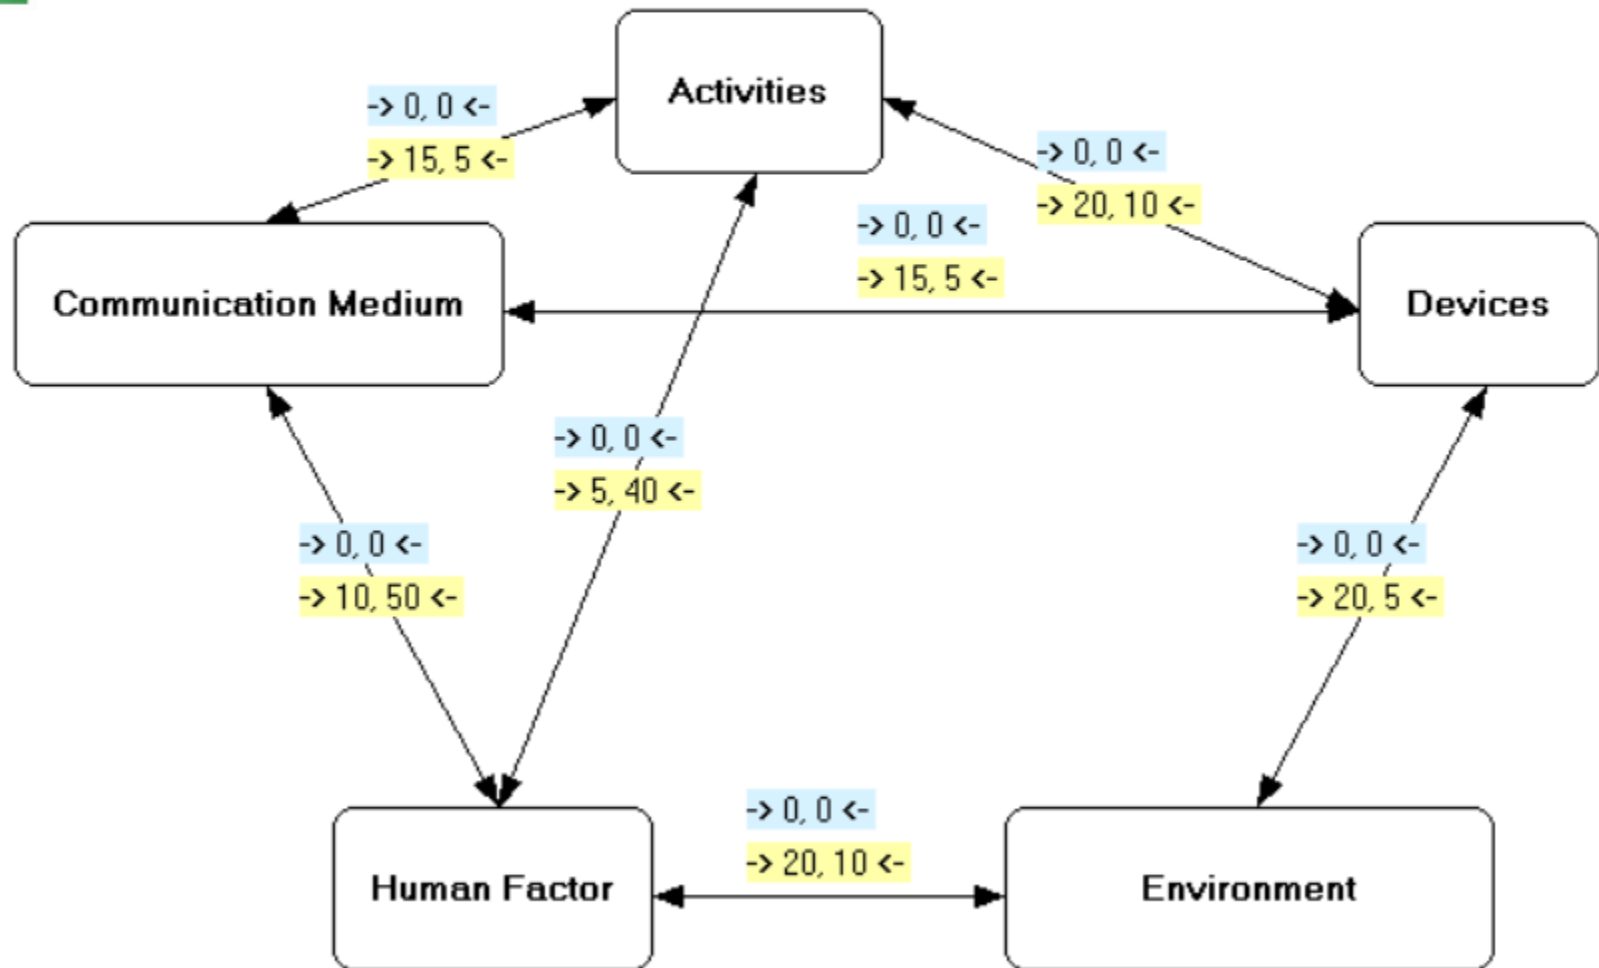 Activities
-> 0, 0 <-
-> 15, 5 <-
-> 0, 0 <-
-> 20, 10 <-
-> 0, 0 <-
-> 15, 5 <-
Communication Medium
Devices
-> 0, 0 <-
-> 5, 40 <-
-> 0, 0 <-
-> 10, 50 <-
-> 0, 0 <-
-> 20, 5 <-
-> 0, 0 <-
-> 20, 10 <-
Human Factor
Environment